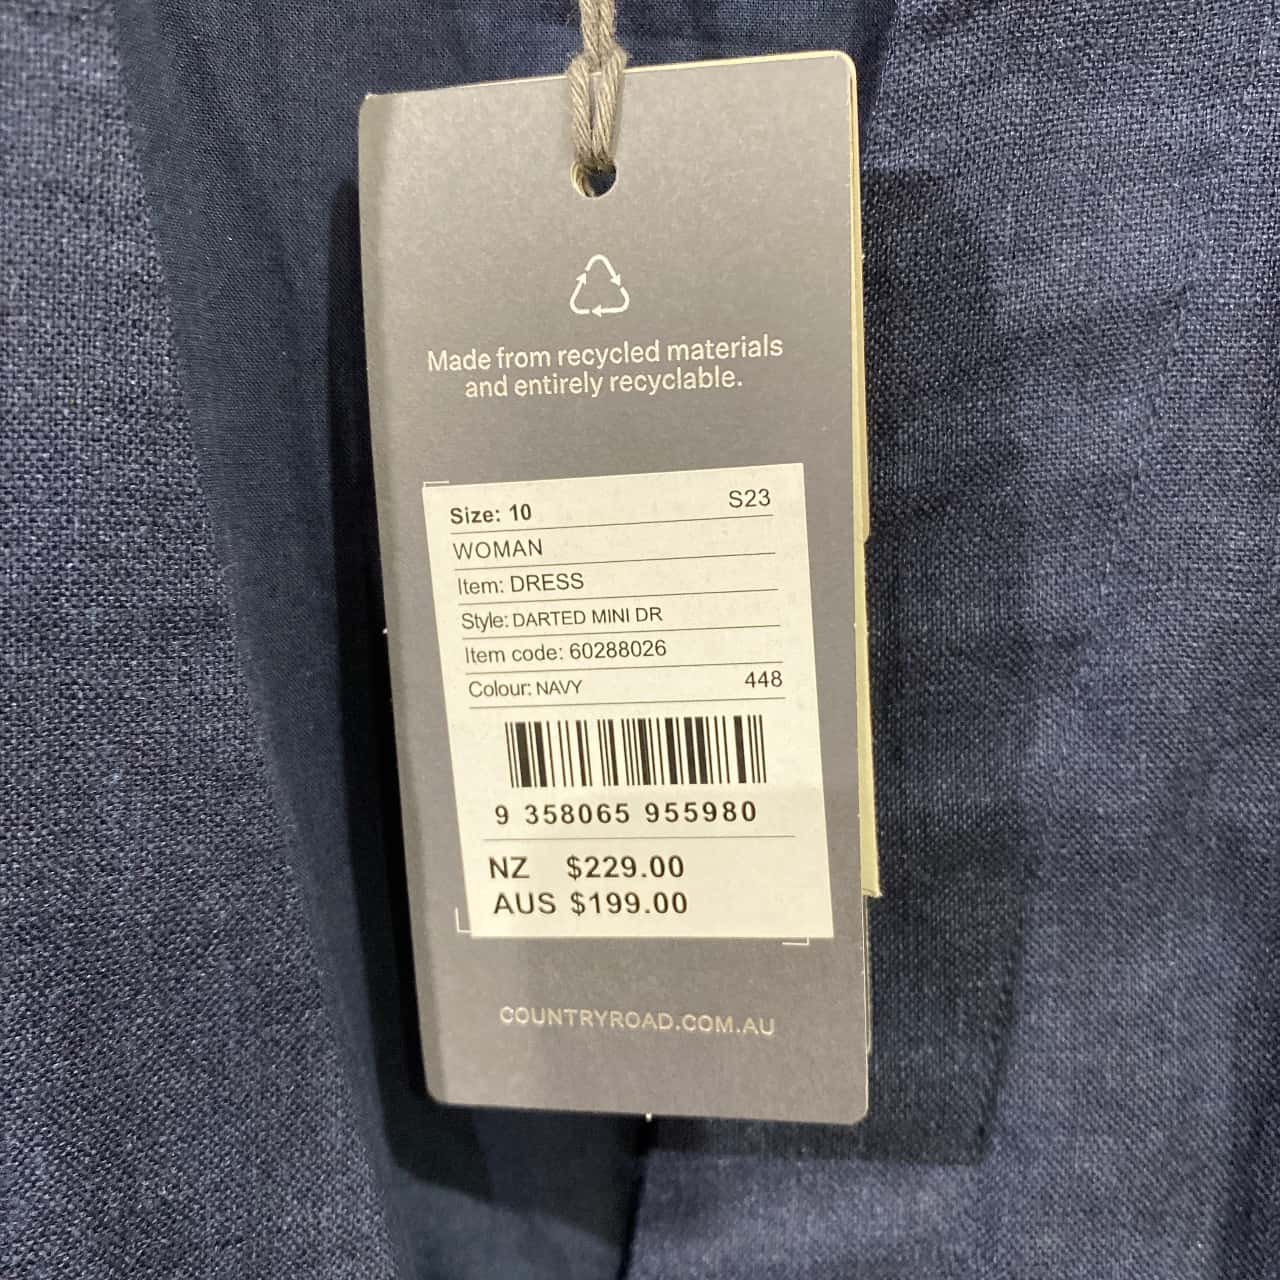 Made from recycled materials
and entirely recyclable.
Size: 10 S23
WOMAN
Item: DRESS
Style: DARTED MINI DR
Item code: 60288026
Colour: NAVY 448
9 358065 955980
NZ $229.00
AUS $199.00
COUNTRYROAD.COM.AU